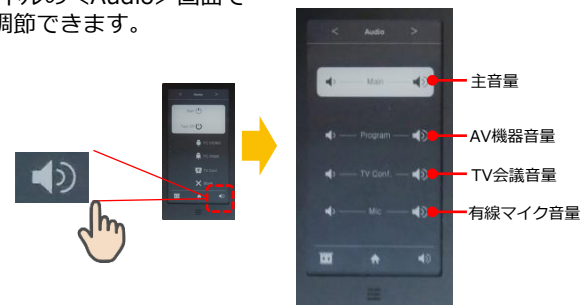 ネルの＜Audio＞画面で
調節できます。
< Audio >
Main
主音量
Program
AV機器音量
TV Conf.
TV会議音量
Mic
有線マイク音量